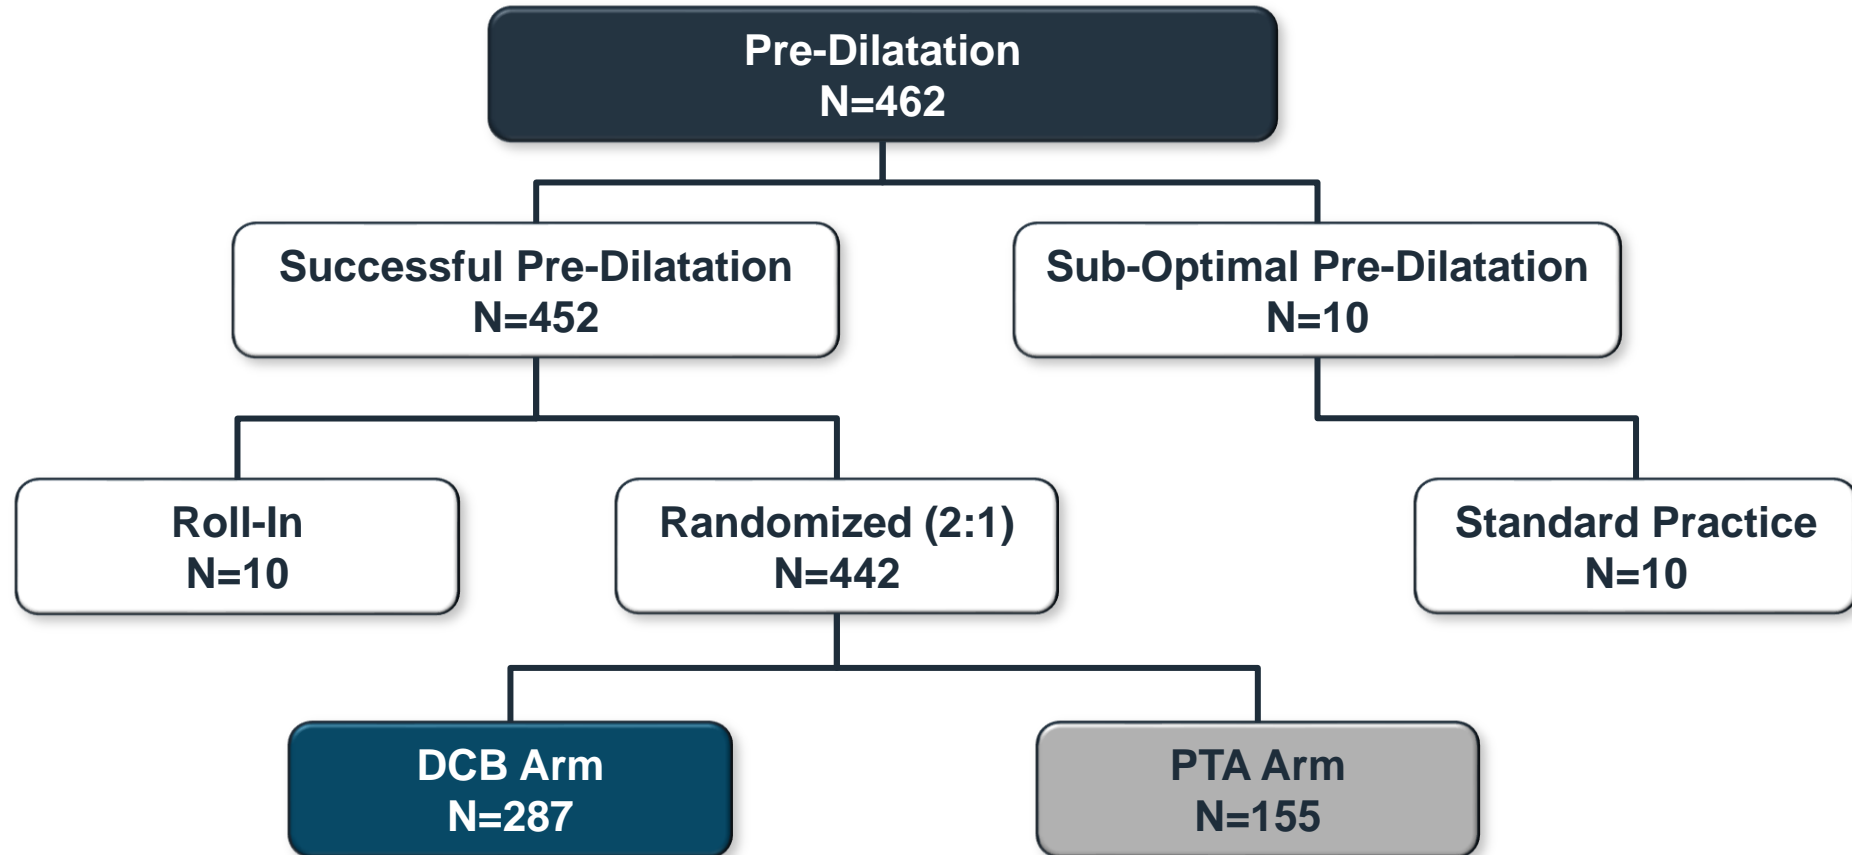 Pre-Dilatation
N=462
Successful Pre-Dilatation
N=452
Sub-Optimal Pre-Dilatation
N=10
Roll-In
N=10
Randomized (2:1)
N=442
Standard Practice
N=10
DCB Arm
N=287
PTA Arm
N=155